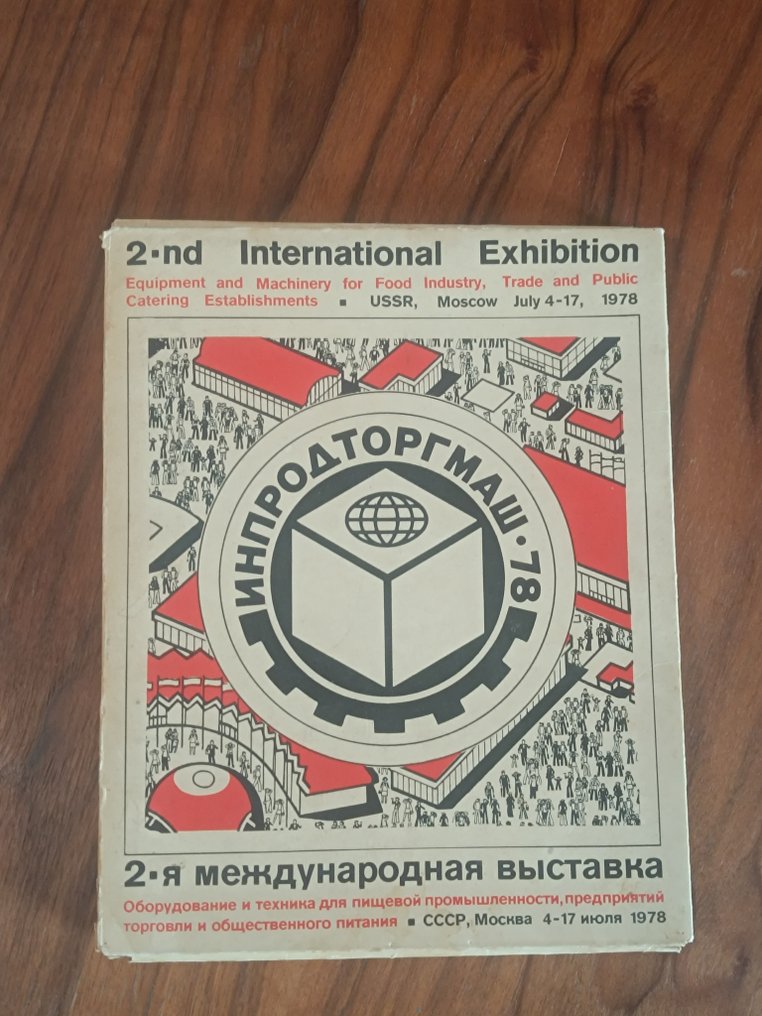 2·nd International Exhibition
Equipment and Machinery for Food Industry, Trade and Public
Catering Establishments ▪ USSR, Moscow July 4-17, 1978
ИНПРОДТОРГМАШ·78
2·я международная выставка
Оборудование и техника для пищевой промышленности, предприятий
торговли и общественного питания ▪ СССР, Москва 4-17 июля 1978